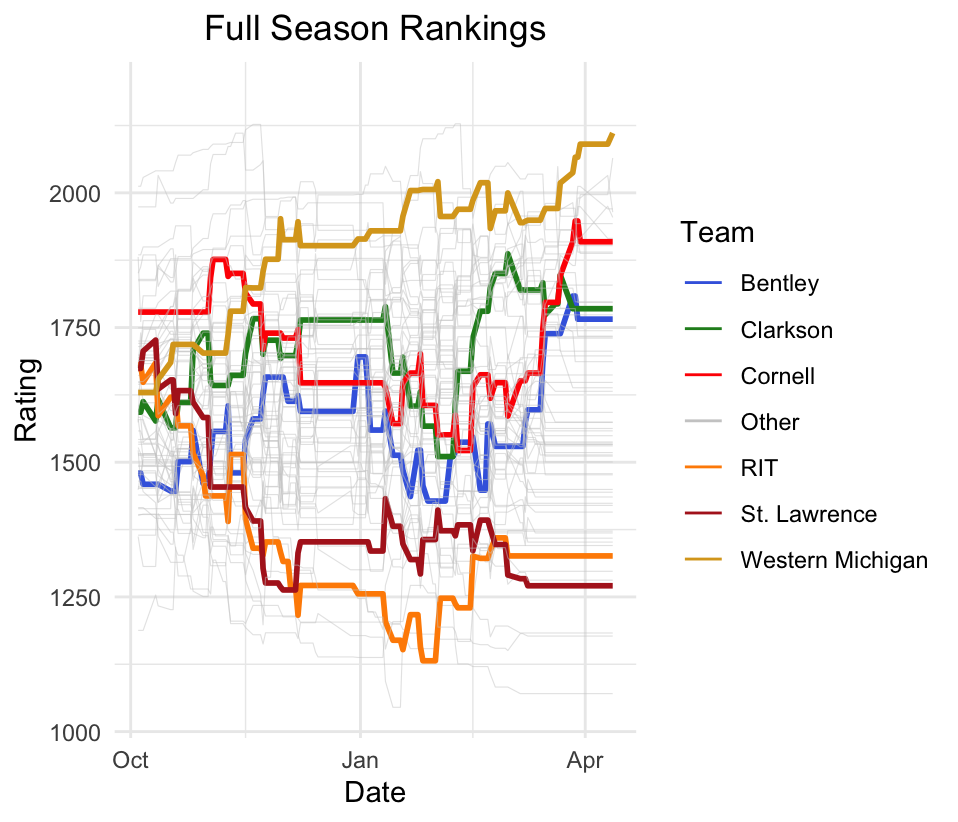 Full Season Rankings
Rating
2000
1750
1500
1250
1000
Oct
Jan
Apr
Date
Team
Bentley
Clarkson
Cornell
Other
RIT
St. Lawrence
Western Michigan